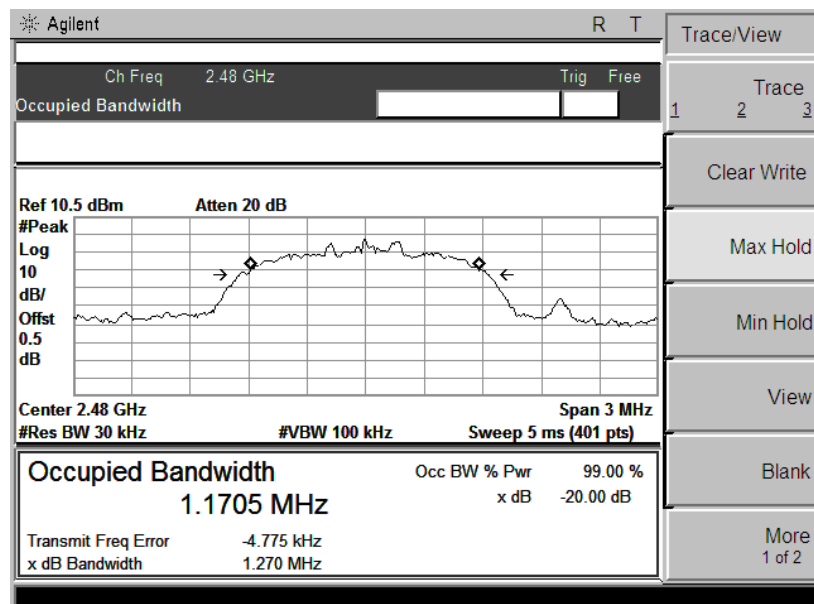 Agilent R T
Trace/View
Ch Freq 2.48 GHz Trig Free
Occupied Bandwidth
Trace
1 2 3
Clear Write
Ref 10.5 dBm Atten 20 dB
#Peak
Log
10
dB/
Offst
0.5
dB
Max Hold
Min Hold
View
Center 2.48 GHz Span 3 MHz
#Res BW 30 kHz #VBW 100 kHz Sweep 5 ms (401 pts)
Occupied Bandwidth
1.1705 MHz
Occ BW % Pwr 99.00 %
x dB -20.00 dB
Transmit Freq Error -4.775 kHz
x dB Bandwidth 1.270 MHz
Blank
More
1 of 2